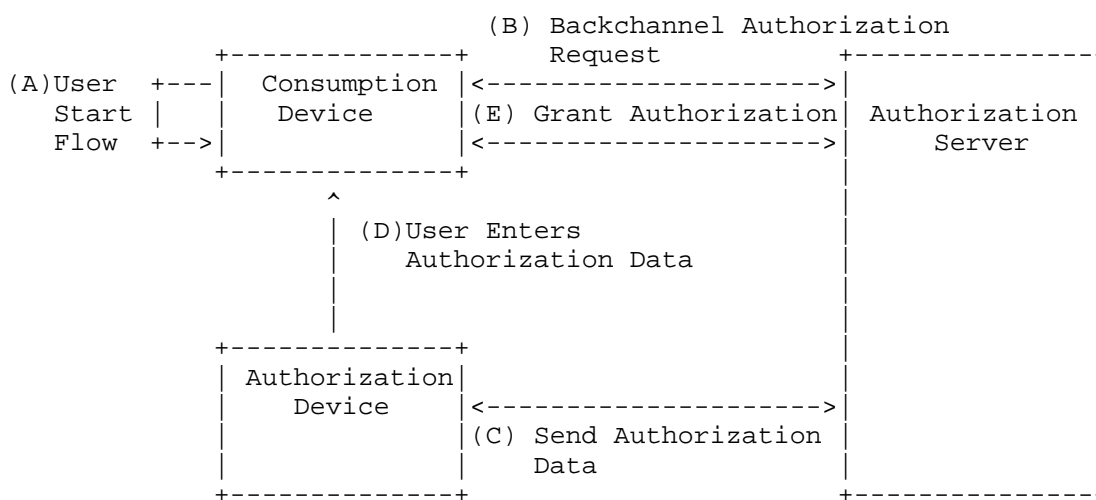 (B) Backchannel Authorization
Request
(A)User
Start
Flow
Consumption
Device
(E) Grant Authorization
Authorization
Server
(D)User Enters
Authorization Data
Authorization
Device
(C) Send Authorization
Data